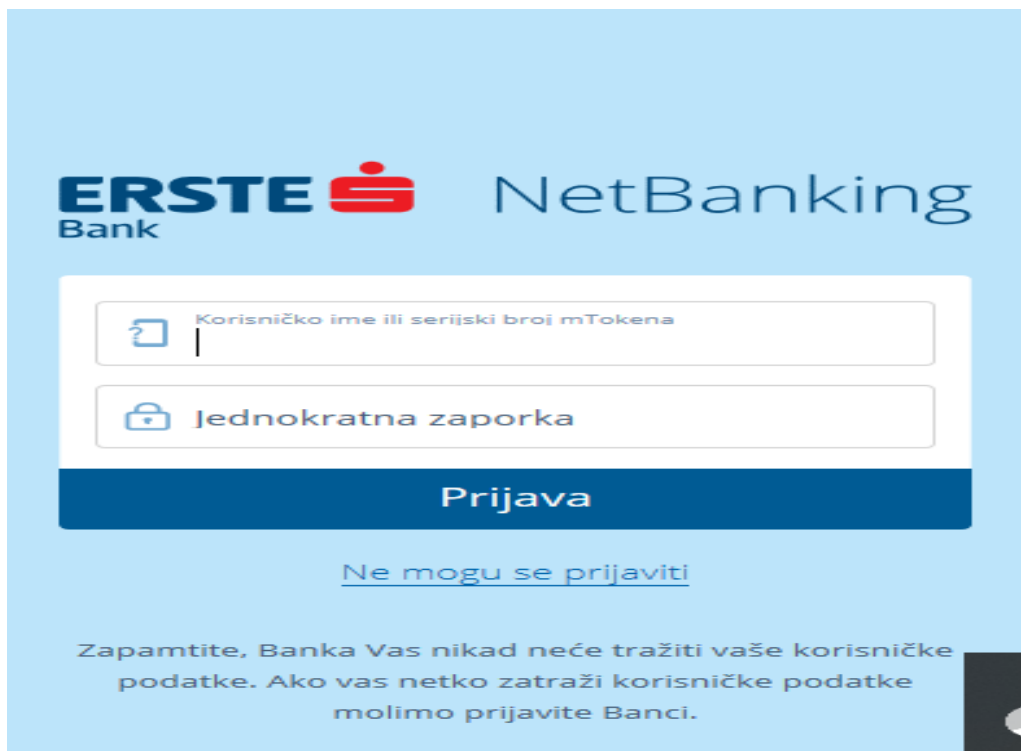 ERSTE Bank NetBanking
Korisničko ime ili serijski broj mTokena
Jednokratna zaporka
Prijava
Ne mogu se prijaviti
Zapamtite, Banka Vas nikad neće tražiti vaše korisničke
podatke. Ako vas netko zatraži korisničke podatke
molimo prijavite Banci.